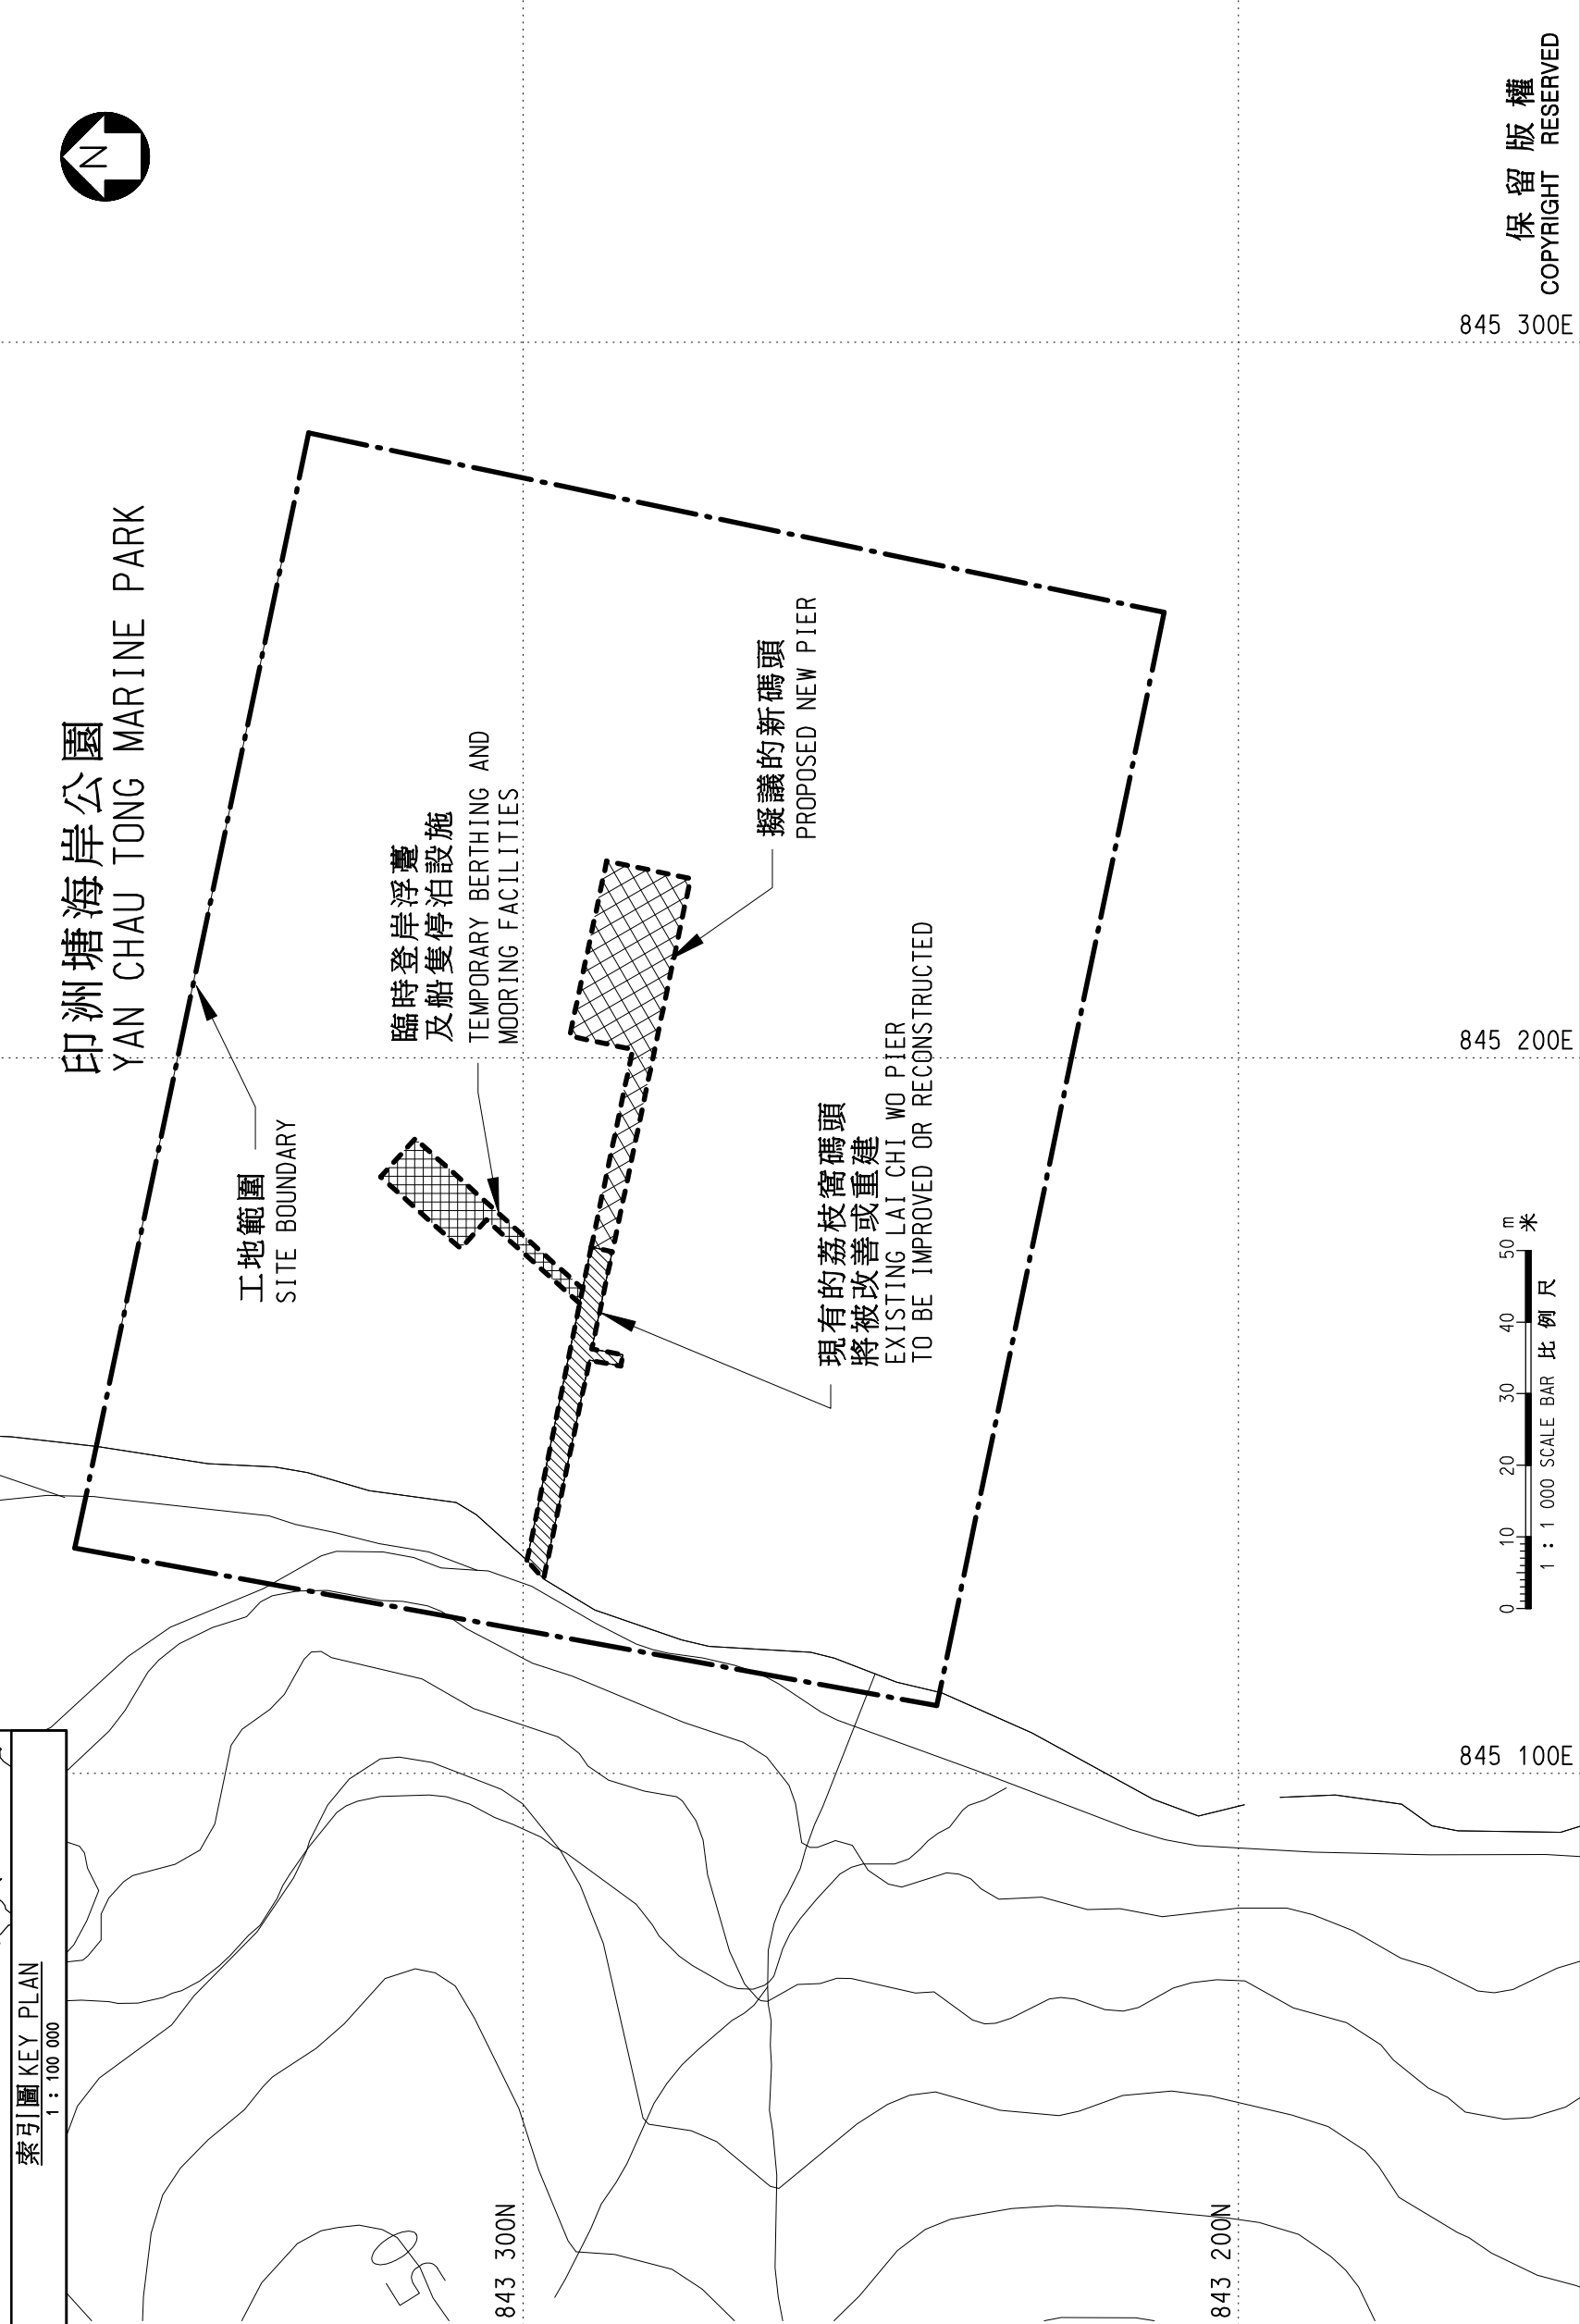 印洲塘海岸公園
YAN CHAU TONG MARINE PARK
N
工地範圍
SITE BOUNDARY
臨時登岸浮躉
及船隻停泊設施
TEMPORARY BERTHING AND
MOORING FACILITIES
擬議的新碼頭
PROPOSED NEW PIER
現有的荔枝窩碼頭
將被改善或重建
EXISTING LAI CHI WO PIER
TO BE IMPROVED OR RECONSTRUCTED
索引圖 KEY PLAN
1 : 100 000
50
843 300N
843 200N
845 100E
845 200E
845 300E
0 10 20 30 40 50 m
米
1 : 1 000 SCALE BAR 比例尺
保留版權
COPYRIGHT RESERVED